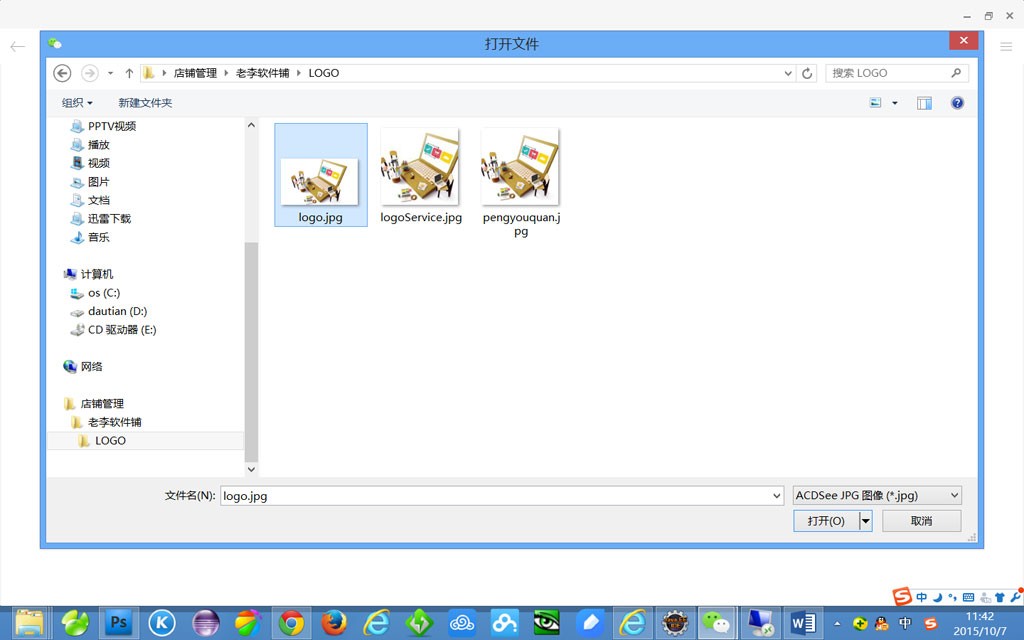 打开文件
店铺管理 老李软件铺 LOGO
搜索 LOGO
组织
新建文件夹
PPTV视频
播放
视频
图片
文档
迅雷下载
音乐
计算机
os (C:)
dautian (D:)
CD 驱动器 (E:)
网络
店铺管理
老李软件铺
LOGO
logo.jpg
logoService.jpg
pengyouquan.j
pg
文件名(N):
logo.jpg
ACDSee JPG 图像 (*.jpg)
打开(O)
取消
中
Ps
中
11:42
2015/10/7